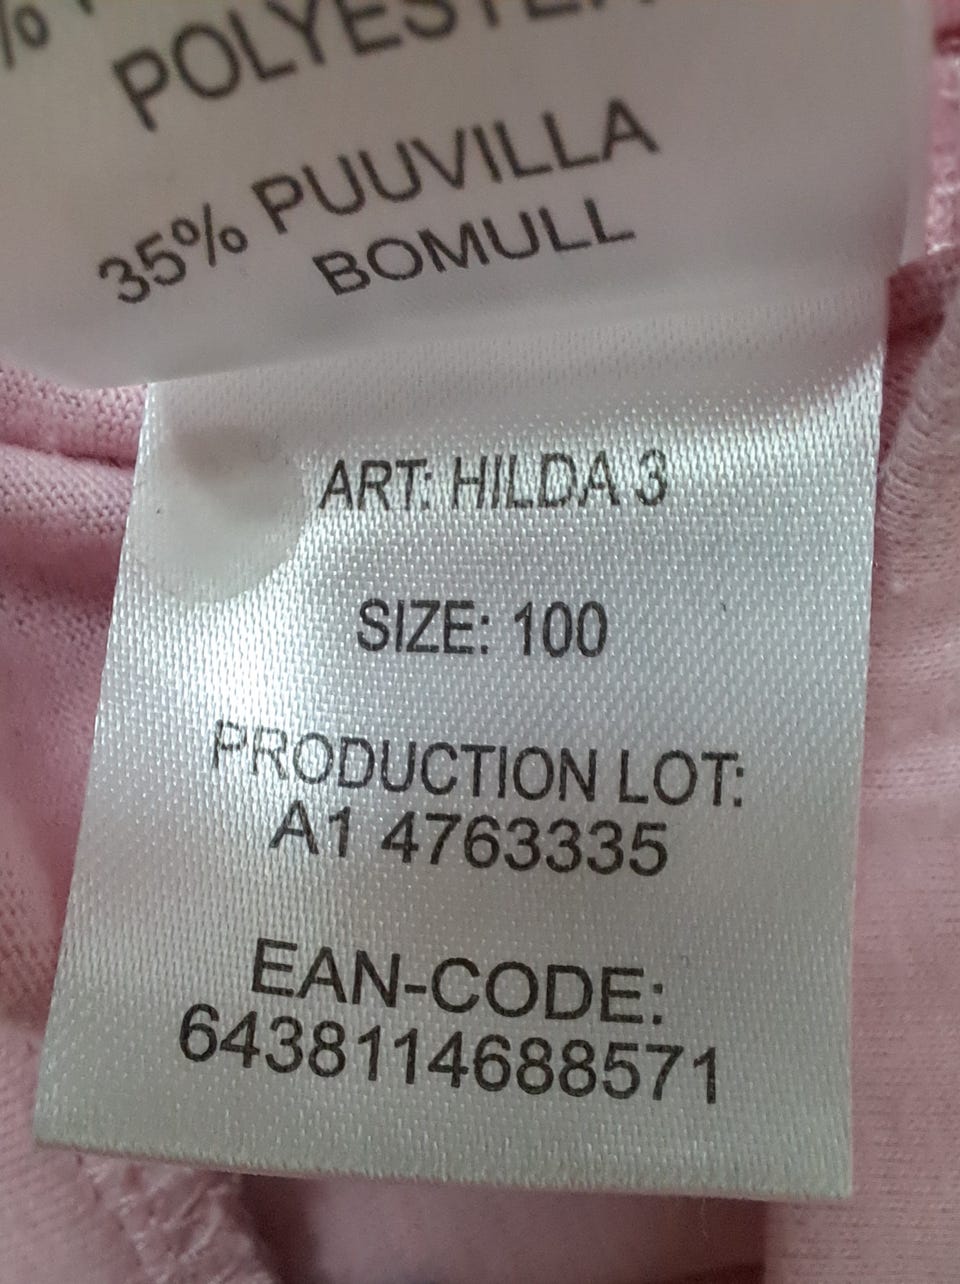 %
POLYESTER
35% PUUVILLA
BOMULL
ART: HILDA 3
SIZE: 100
PRODUCTION LOT:
A1 4763335
EAN-CODE:
6438114688571